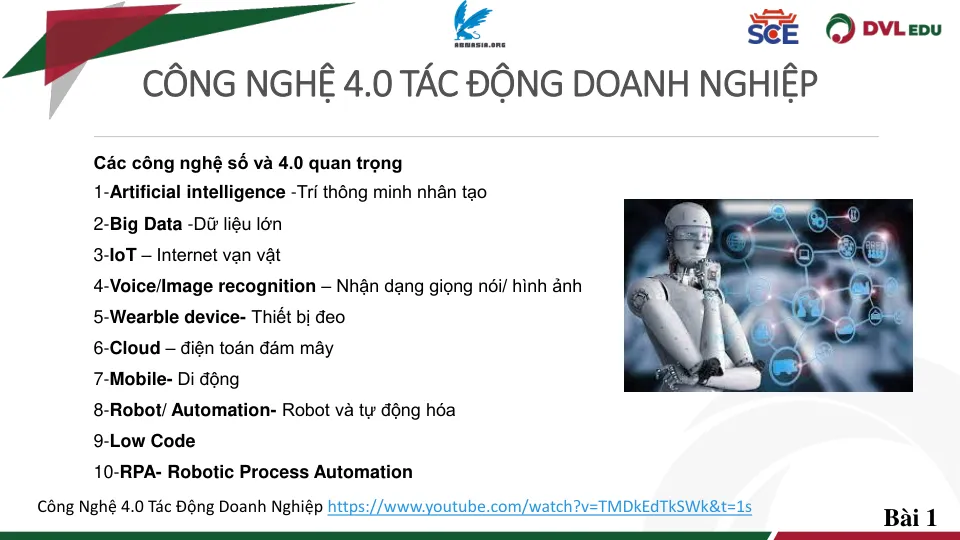 AHMASIA.ORG
SCE
DVL EDU
CÔNG NGHỆ 4.0 TÁC ĐỘNG DOANH NGHIỆP
Các công nghệ số và 4.0 quan trọng
1-Artificial intelligence -Trí thông minh nhân tạo
2-Big Data -Dữ liệu lớn
3-IoT – Internet vạn vật
4-Voice/Image recognition – Nhận dạng giọng nói/ hình ảnh
5-Wearble device- Thiết bị đeo
6-Cloud – điện toán đám mây
7-Mobile- Di động
8-Robot/ Automation- Robot và tự động hóa
9-Low Code
10-RPA- Robotic Process Automation
Công Nghệ 4.0 Tác Động Doanh Nghiệp https://www.youtube.com/watch?v=TMDkEdTkSWk&t=1s
Bài 1